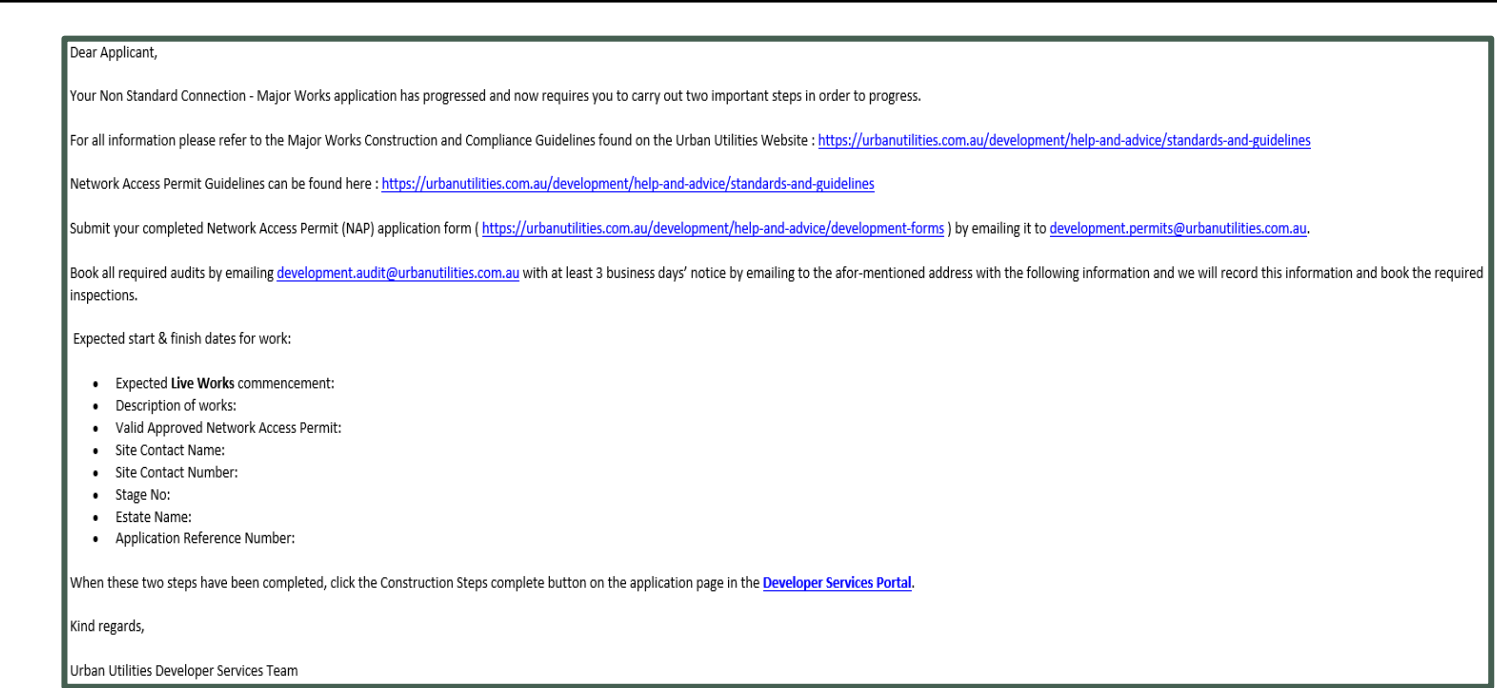 Dear Applicant,
Your Non Standard Connection - Major Works application has progressed and now requires you to carry out two important steps in order to progress.
For all information please refer to the Major Works Construction and Compliance Guidelines found on the Urban Utilities Website : https://urbanutilities.com.au/development/help-and-advice/standards-and-guidelines
Network Access Permit Guidelines can be found here : https://urbanutilities.com.au/development/help-and-advice/standards-and-guidelines
Submit your completed Network Access Permit (NAP) application form ( https://urbanutilities.com.au/development/help-and-advice/development-forms ) by emailing it to development.permits@urbanutilities.com.au.
Book all required audits by emailing development.audit@urbanutilities.com.au with at least 3 business days’ notice by emailing to the afor-mentioned address with the following information and we will record this information and book the required
inspections.
Expected start & finish dates for work:
• Expected Live Works commencement:
• Description of works:
• Valid Approved Network Access Permit:
• Site Contact Name:
• Site Contact Number:
• Stage No:
• Estate Name:
• Application Reference Number:
When these two steps have been completed, click the Construction Steps complete button on the application page in the Developer Services Portal.
Kind regards,
Urban Utilities Developer Services Team